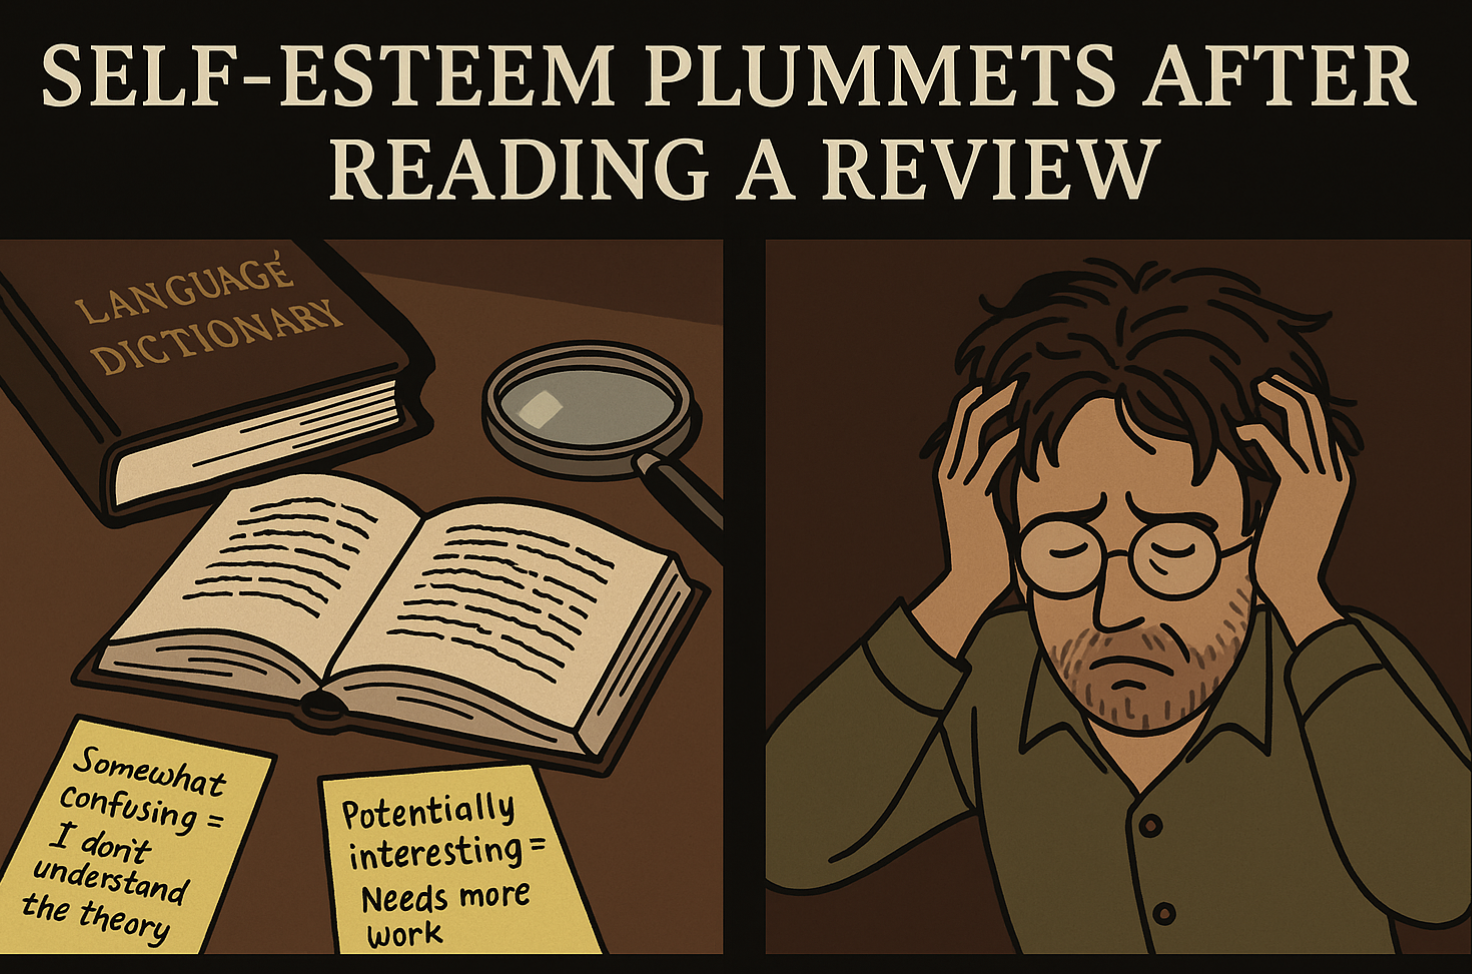 SELF-ESTEEM PLUMMETS AFTER
READING A REVIEW
LANGUAGE
DICTIONARY
Somewhat
confusing =
I don't
understand
the theory
Potentially
interesting =
Needs more
work